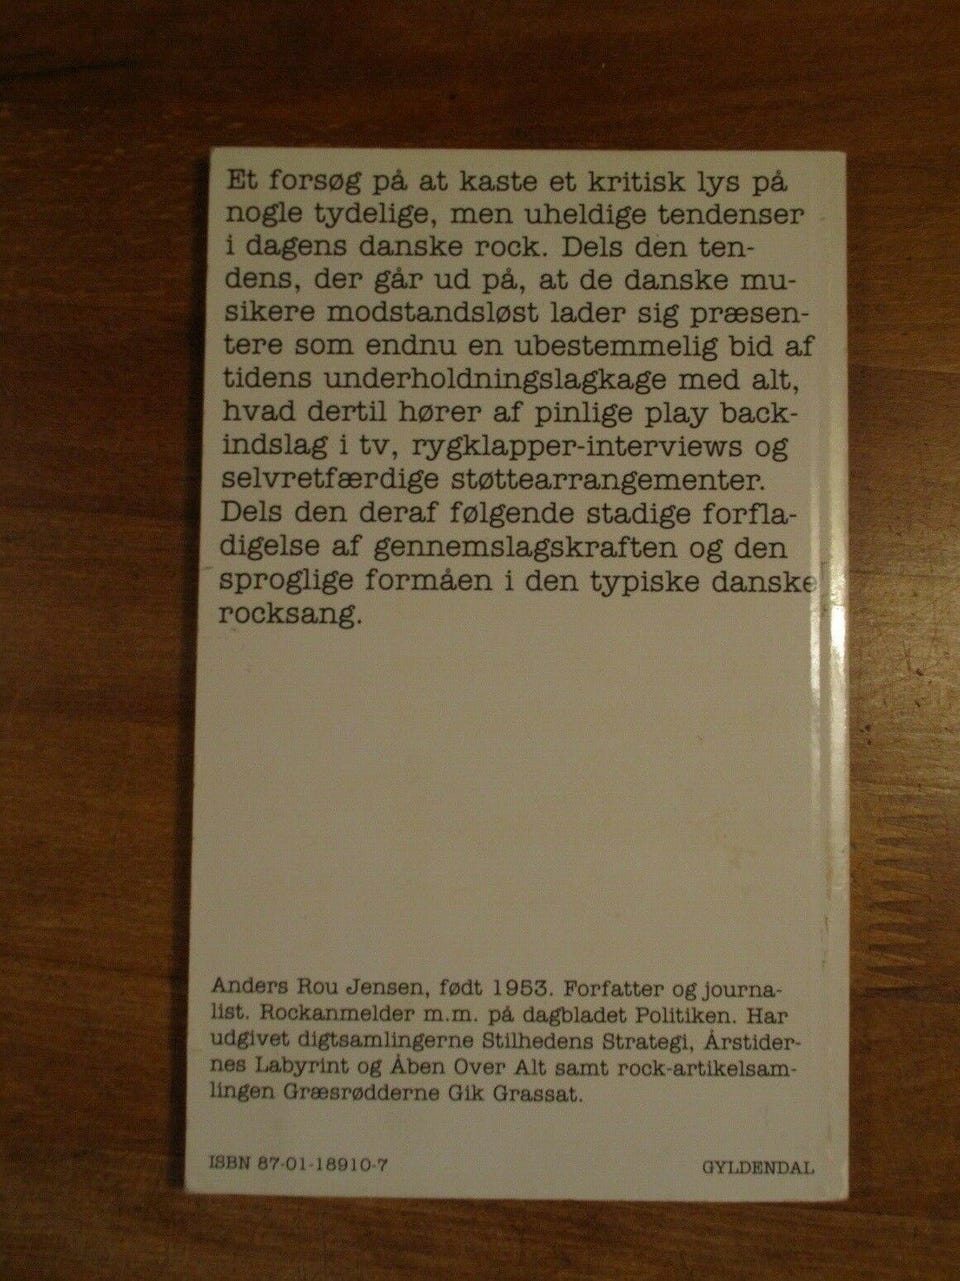 Et forsøg på at kaste et kritisk lys på
nogle tydelige, men uheldige tendenser
i dagens danske rock. Dels den ten-
dens, der går ud på, at de danske mu-
sikere modstandsløst lader sig præsen-
tere som endnu en ubestemmelig bid af
tidens underholdningslagkage med alt,
hvad dertil hører af pinlige play back-
indslag i tv, rygklapper-interviews og
selvretfærdige støttearrangementer.
Dels den deraf følgende stadige forfla-
digelse af gennemslagskraften og den
sproglige formåen i den typiske danske
rocksang.
Anders Rou Jensen, født 1953. Forfatter og journa-
list. Rockanmelder m.m. på dagbladet Politiken. Har
udgivet digtsamlingerne Stilhedens Strategi, Årstider-
nes Labyrint og Åben Over Alt samt rock-artikelsam-
lingen Græsrødderne Gik Grassat.
ISBN 87-01-18910-7
GYLDENDAL